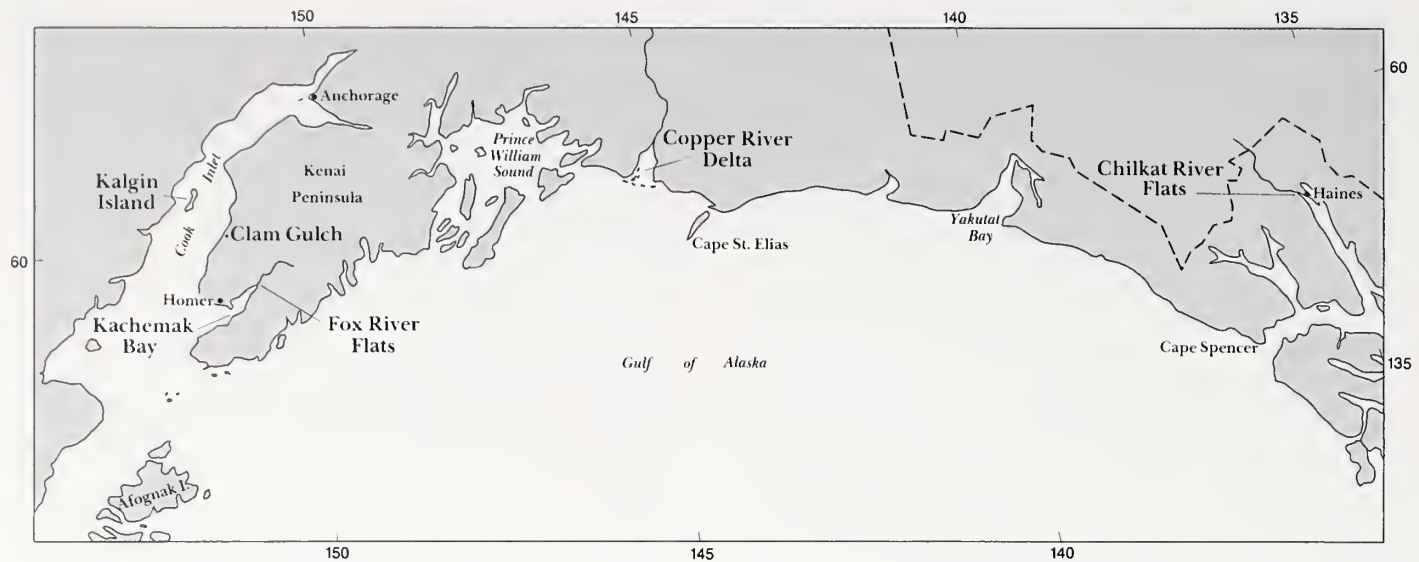 150
145
140
135
60
Anchorage
Prince
William
Sound
Copper River
Delta
Kenai
Peninsula
Chilkat River
Flats
Haines
Kalgin
Island
Inlet
Cook
Clam Gulch
Yakutat
Bay
Cape St. Elias
60
Homer
Kachemak
Bay
Fox River
Flats
Gulf of Alaska
Cape Spencer
135
Afognak I.
150
145
140